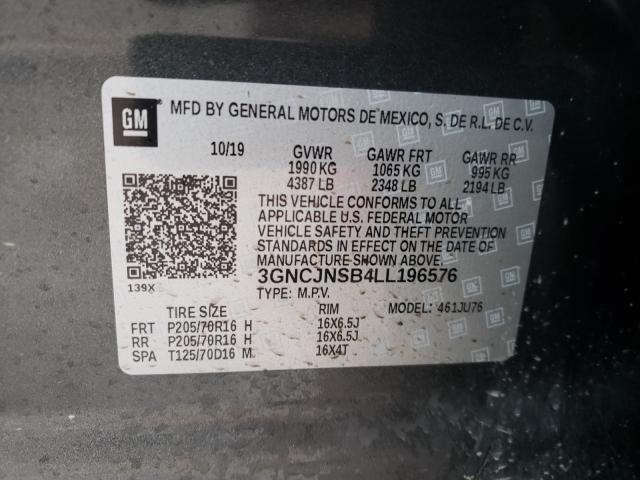 GM MFD BY GENERAL MOTORS DE MEXICO, S. DE R.L. DE C.V.
10/19 GVWR GAWR FRT GAWR RR
1990 KG 1065 KG 995 KG
4387 LB 2348 LB 2194 LB
THIS VEHICLE CONFORMS TO ALL
APPLICABLE U.S. FEDERAL MOTOR
VEHICLE SAFETY AND THEFT PREVENTION
STANDARDS IN EFFECT ON THE DATE OF
MANUFACTURE SHOWN ABOVE.
139X 3GNCJNSB4LL196576
TYPE: M.P.V.
TIRE SIZE RIM MODEL: 461JU76
FRT P205/70R16 H 16X6.5J
RR P205/70R16 H 16X6.5J
SPA T125/70D16 M 16X4T